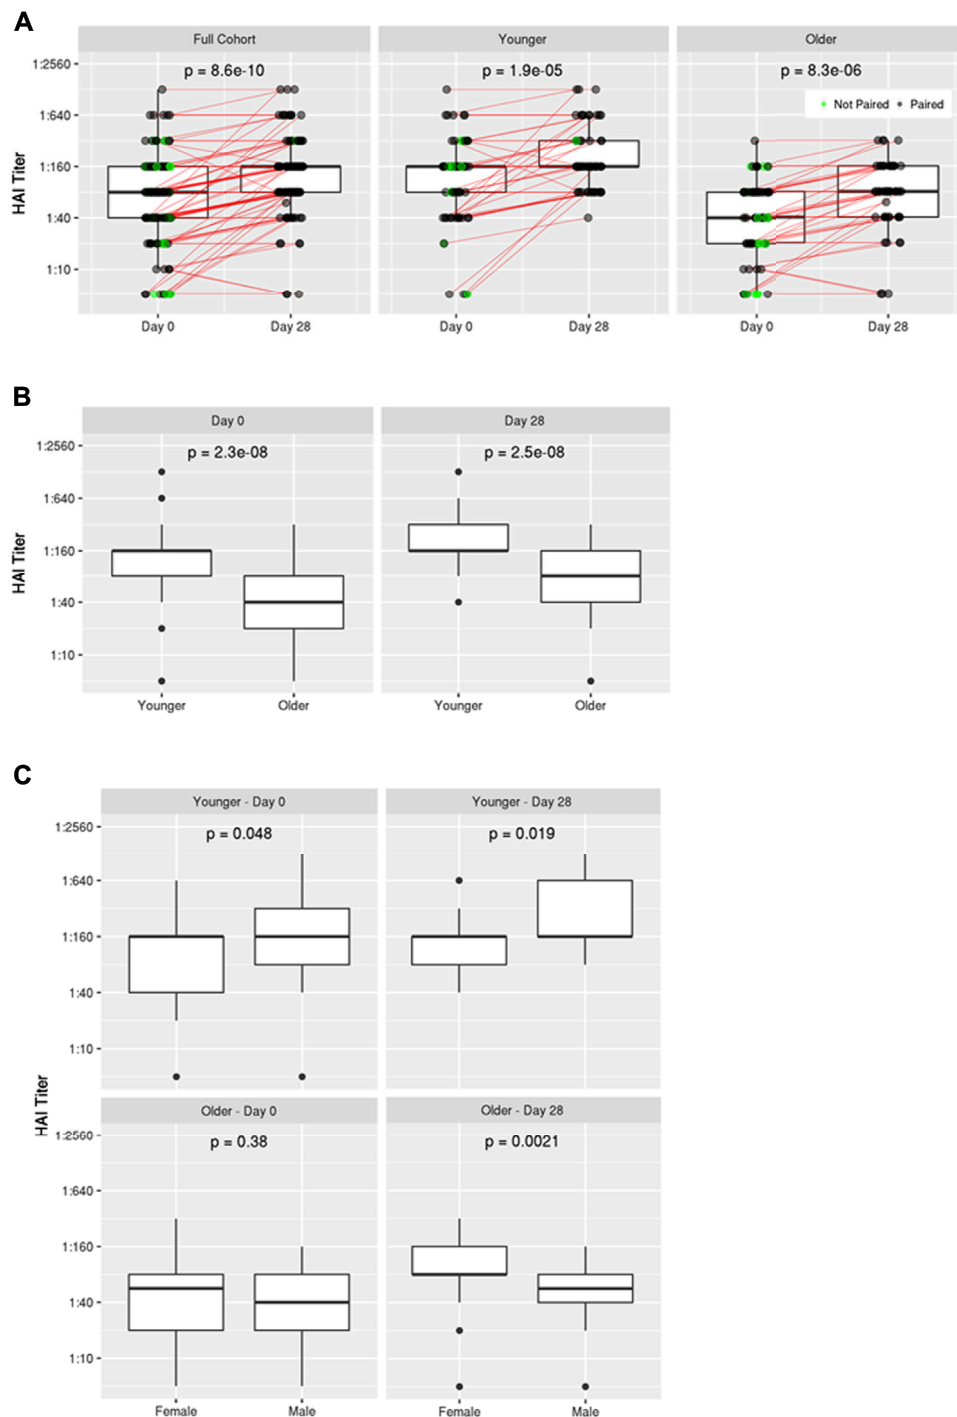 A
Full Cohort Younger Older
1:2560 p = 8.6e-10 p = 1.9e-05 p = 8.3e-06
1:640 Not Paired Paired
1:160
HAI Titer
1:40
1:10
Day 0 Day 28 Day 0 Day 28 Day 0 Day 28
B
Day 0 Day 28
1:2560 p = 2.3e-08 p = 2.5e-08
1:640
1:160
HAI Titer
1:40
1:10
Younger Older Younger Older
C
Younger - Day 0 Younger - Day 28
1:2560 p = 0.048 p = 0.019
1:640
1:160
1:40
1:10
HAI Titer
Older - Day 0 Older - Day 28
1:2560 p = 0.38 p = 0.0021
1:640
1:160
1:40
1:10
Female Male Female Male